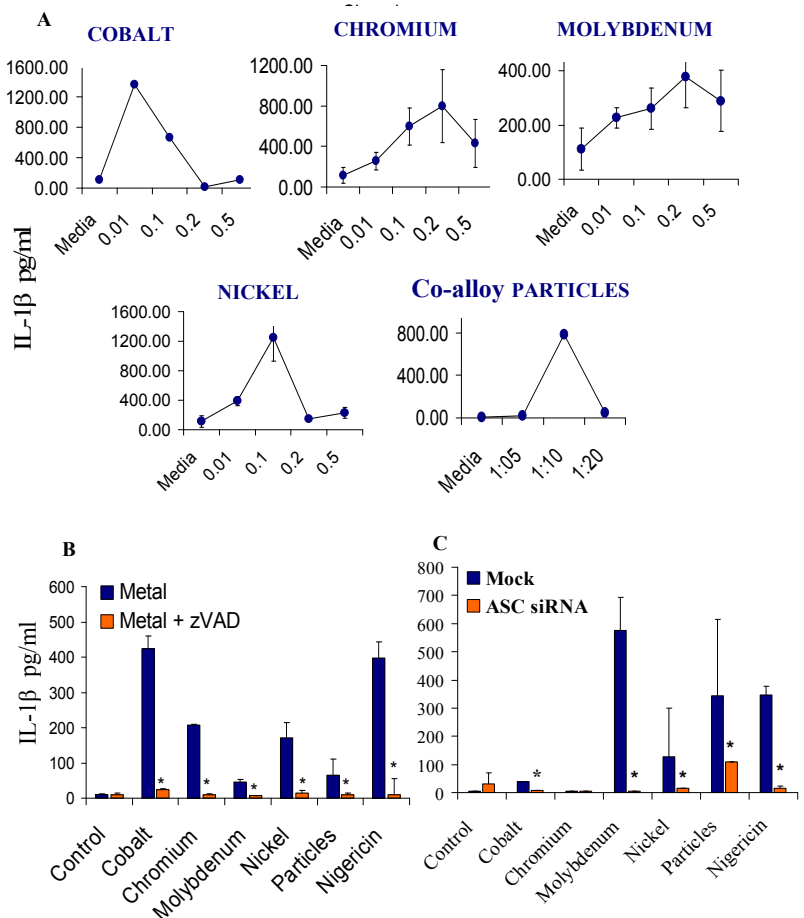 A
COBALT
1600.00
1200.00
800.00
400.00
0.00
Media
0.01
0.1
0.2
0.5
CHROMIUM
1200.00
800.00
400.00
0.00
Media
0.01
0.1
0.2
0.5
MOLYBDENUM
400.00
200.00
0.00
Media
0.01
0.1
0.2
0.5
IL-1β pg/ml
NICKEL
1600.00
1200.00
800.00
400.00
0.00
Media
0.01
0.1
0.2
0.5
Co-alloy PARTICLES
800.00
400.00
0.00
Media
1:05
1:10
1:20
B
Metal
Metal + zVAD
IL-1β pg/ml
600
500
400
300
200
100
0
* * * * * *
Control
Cobalt
Chromium
Molybdenum
Nickel
Particles
Nigericin
C
Mock
ASC siRNA
800
700
600
500
400
300
200
100
0
* * * * *
Control
Cobalt
Chromium
Molybdenum
Nickel
Particles
Nigericin